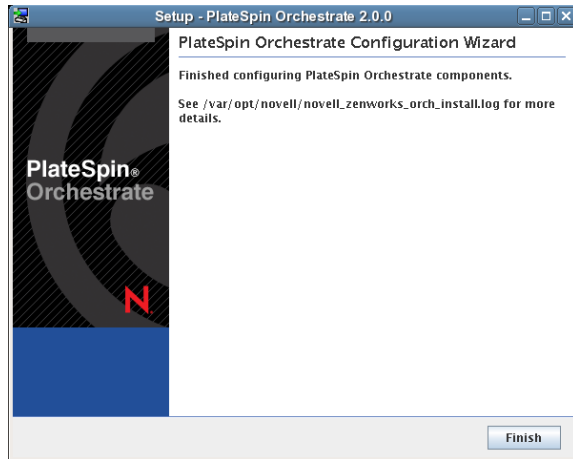 Setup - PlateSpin Orchestrate 2.0.0
PlateSpin Orchestrate Configuration Wizard
Finished configuring PlateSpin Orchestrate components.
See /var/opt/novell/novell_zenworks_orch_install.log for more
details.
PlateSpin®
Orchestrate
N
Finish